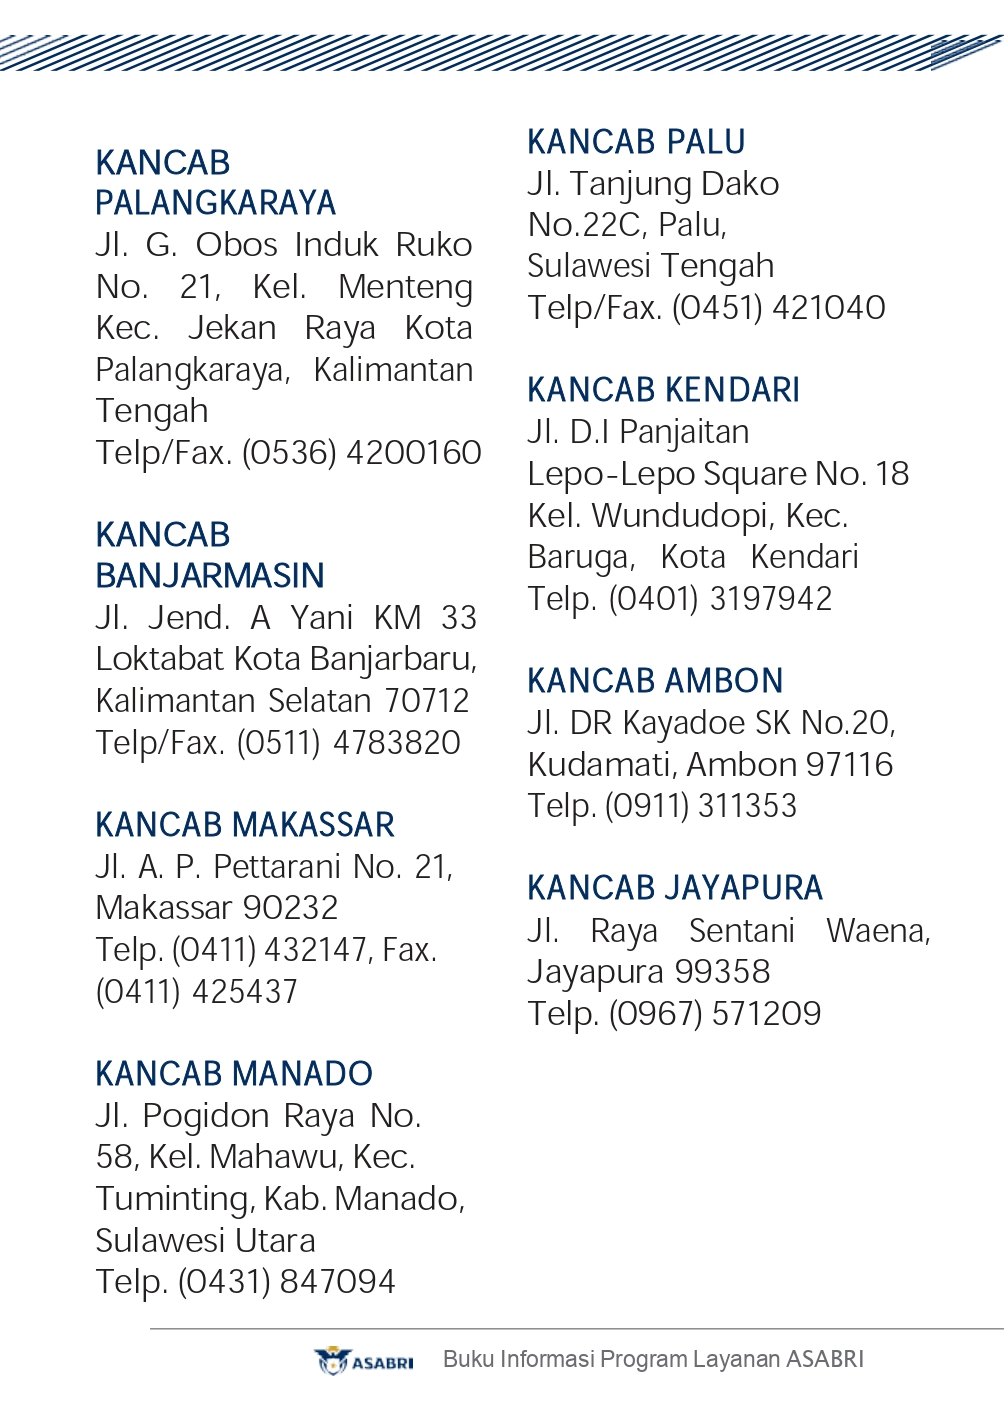 KANCAB
PALANGKARAYA
Jl. G. Obos Induk Ruko
No. 21, Kel. Menteng
Kec. Jekan Raya Kota
Palangkaraya, Kalimantan
Tengah
Telp/Fax. (0536) 4200160
KANCAB
BANJARMASIN
Jl. Jend. A Yani KM 33
Loktabat Kota Banjarbaru,
Kalimantan Selatan 70712
Telp/Fax. (0511) 4783820
KANCAB MAKASSAR
Jl. A. P. Pettarani No. 21,
Makassar 90232
Telp. (0411) 432147, Fax.
(0411) 425437
KANCAB MANADO
Jl. Pogidon Raya No.
58, Kel. Mahawu, Kec.
Tuminting, Kab. Manado,
Sulawesi Utara
Telp. (0431) 847094
KANCAB PALU
Jl. Tanjung Dako
No.22C, Palu,
Sulawesi Tengah
Telp/Fax. (0451) 421040
KANCAB KENDARI
Jl. D.I Panjaitan
Lepo-Lepo Square No. 18
Kel. Wundudopi, Kec.
Baruga, Kota Kendari
Telp. (0401) 3197942
KANCAB AMBON
Jl. DR Kayadoe SK No.20,
Kudamati, Ambon 97116
Telp. (0911) 311353
KANCAB JAYAPURA
Jl. Raya Sentani Waena,
Jayapura 99358
Telp. (0967) 571209
ASABRI
Buku Informasi Program Layanan ASABRI